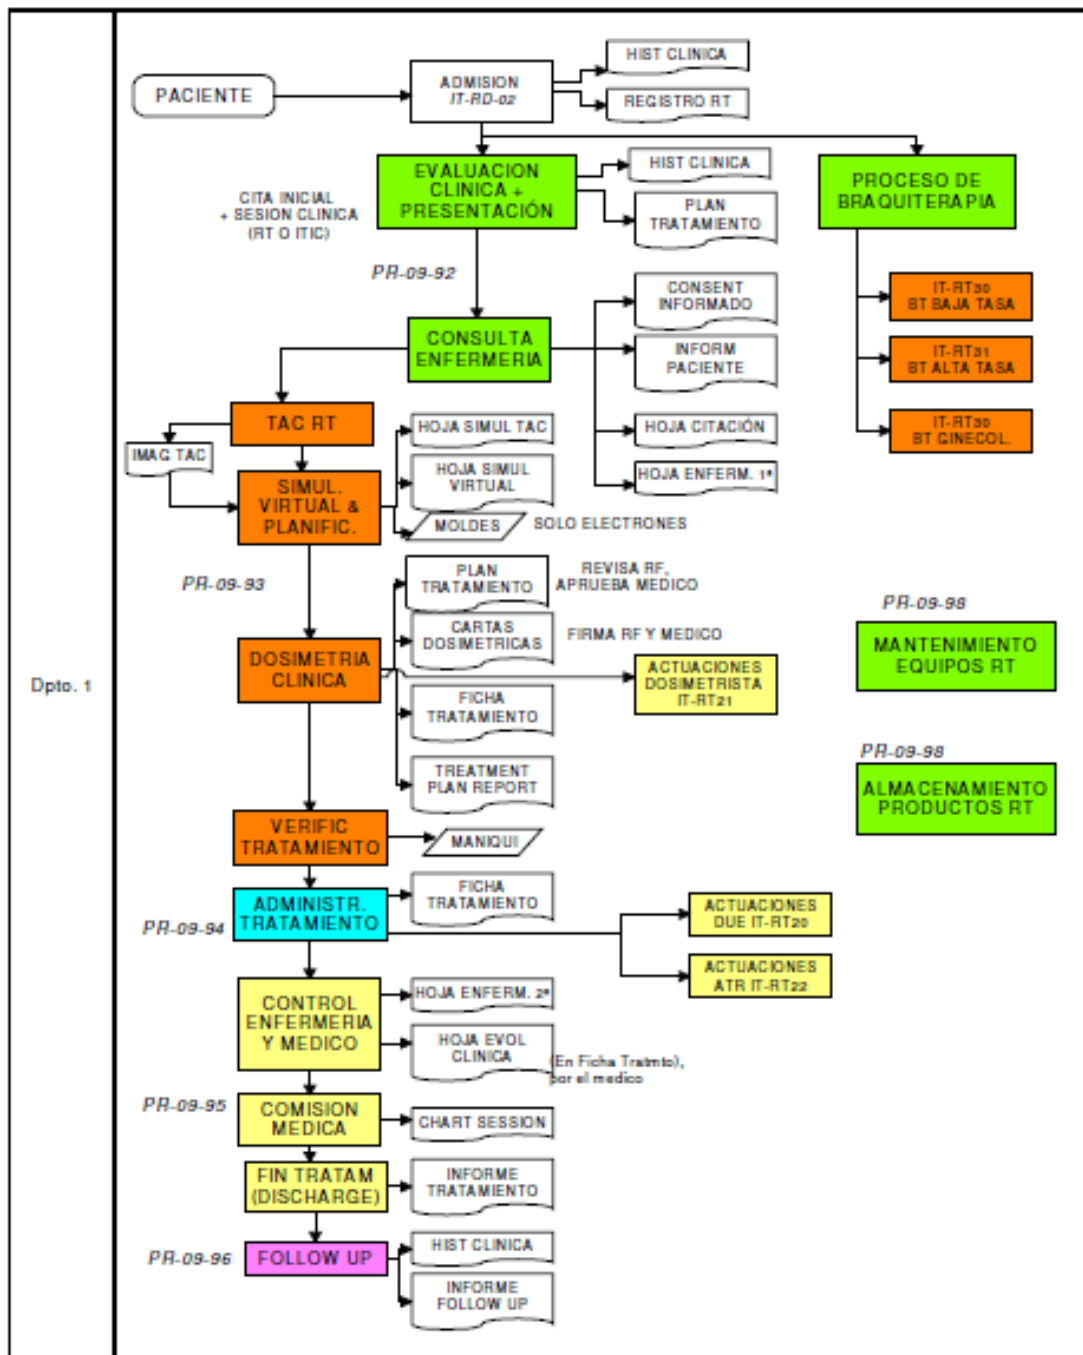 HIST CLINICA
PACIENTE
ADMISION
IT-RD-02
REGISTRO RT
EVALUACION
CLINICA +
PRESENTACIÓN
HIST CLINICA
PLAN
TRATAMIENTO
PROCESO DE
BRAQUITERAPIA
CITA INICIAL
+ SESION CLINICA
(RT O ITIC)
PR-09-92
CONSENT
INFORMADO
IT-RT30
BT BAJA TASA
CONSULTA
ENFERMERIA
INFORM
PACIENTE
IT-RT31
BT ALTA TASA
TAC RT
HOJA SIMUL TAC
HOJA CITACIÓN
IT-RT30
BT GINECOL.
IMAG TAC
SIMUL.
VIRTUAL &
PLANIFIC.
HOJA SIMUL
VIRTUAL
HOJA ENFERM. 1ª
MOLDES
SOLO ELECTRONES
PR-09-93
PLAN
TRATAMIENTO
REVISA RF,
APRUEBA MEDICO
PR-09-98
CARTAS
DOSIMETRICAS
FIRMA RF Y MEDICO
MANTENIMIENTO
EQUIPOS RT
Dpto. 1
DOSIMETRIA
CLINICA
ACTUACIONES
DOSIMETRISTA
IT-RT21
FICHA
TRATAMIENTO
PR-09-98
TREATMENT
PLAN REPORT
ALMACENAMIENTO
PRODUCTOS RT
VERIFIC
TRATAMIENTO
MANIQUI
ADMINISTR.
TRATAMIENTO
FICHA
TRATAMIENTO
PR-09-94
ACTUACIONES
DUE IT-RT20
ACTUACIONES
ATR IT-RT22
CONTROL
ENFERMERIA
Y MEDICO
HOJA ENFERM. 2ª
HOJA EVOL
CLINICA
(En Ficha Tratmto),
por el medico
PR-09-95
COMISION
MEDICA
CHART SESSION
FIN TRATAM
(DISCHARGE)
INFORME
TRATAMIENTO
PR-09-96
FOLLOW UP
HIST CLINICA
INFORME
FOLLOW UP